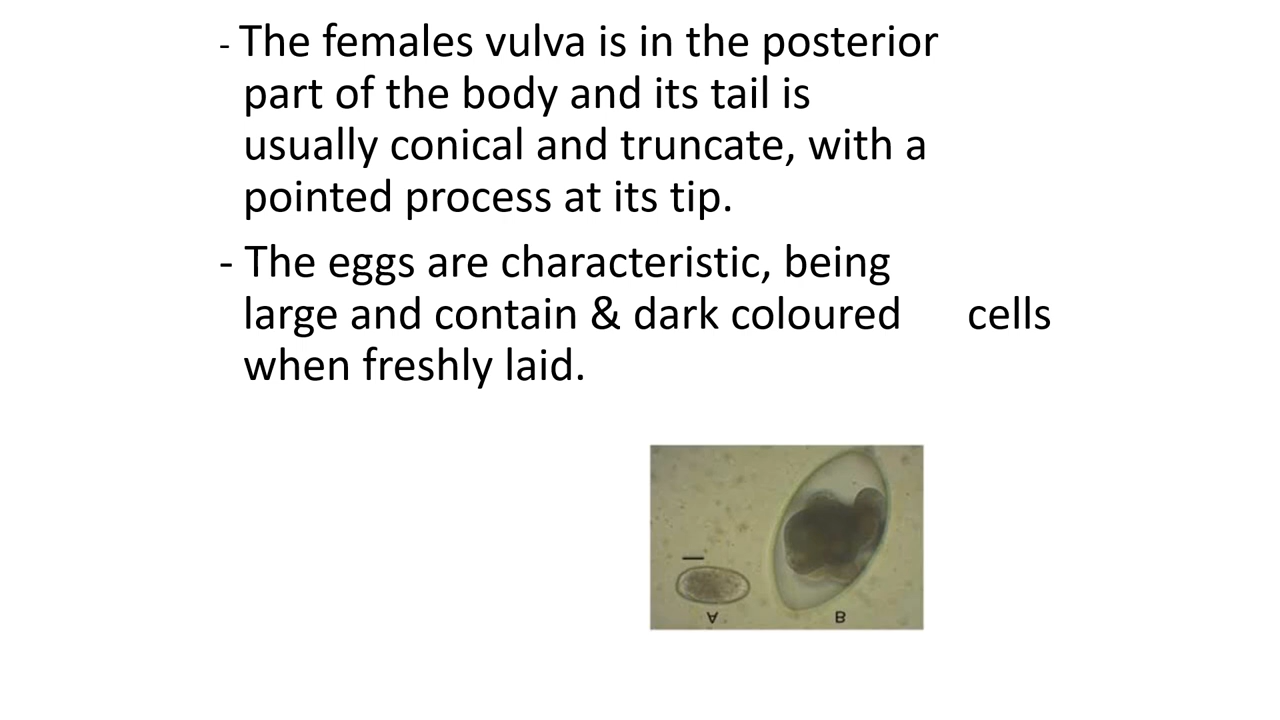 - The females vulva is in the posterior
part of the body and its tail is
usually conical and truncate, with a
pointed process at its tip.
- The eggs are characteristic, being
large and contain & dark coloured cells
when freshly laid.
A B